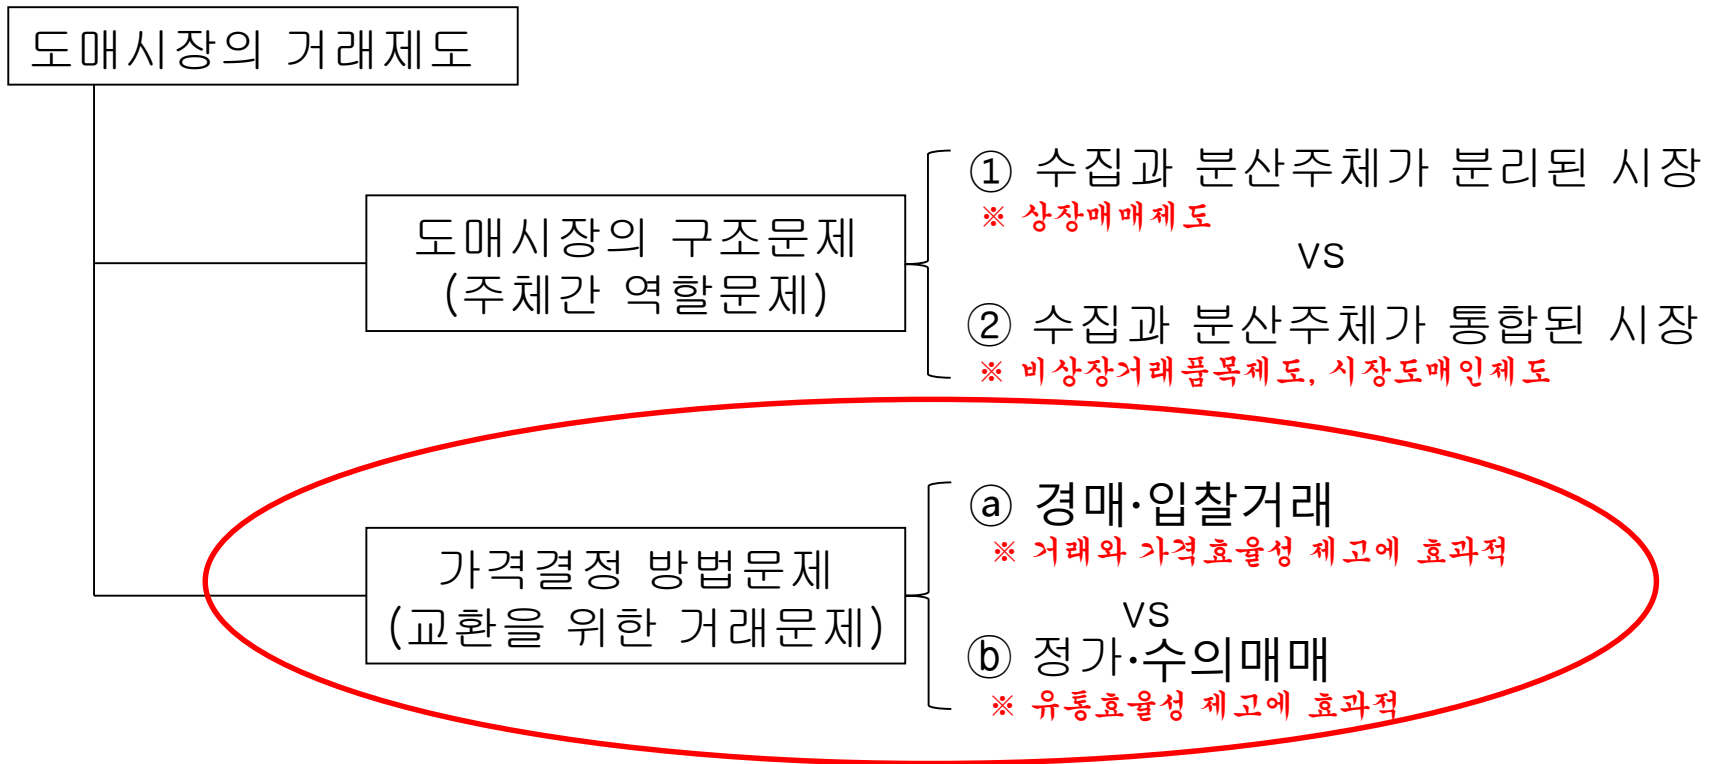 도매시장의 거래제도
도매시장의 구조문제
(주체간 역할문제)
① 수집과 분산주체가 분리된 시장
※ 상장매매제도
VS
② 수집과 분산주체가 통합된 시장
※ 비상장거래품목제도, 시장도매인제도
가격결정 방법문제
(교환을 위한 거래문제)
ⓐ 경매·입찰거래
※ 거래와 가격효율성 제고에 효과적
VS
ⓑ 정가·수의매매
※ 유통효율성 제고에 효과적